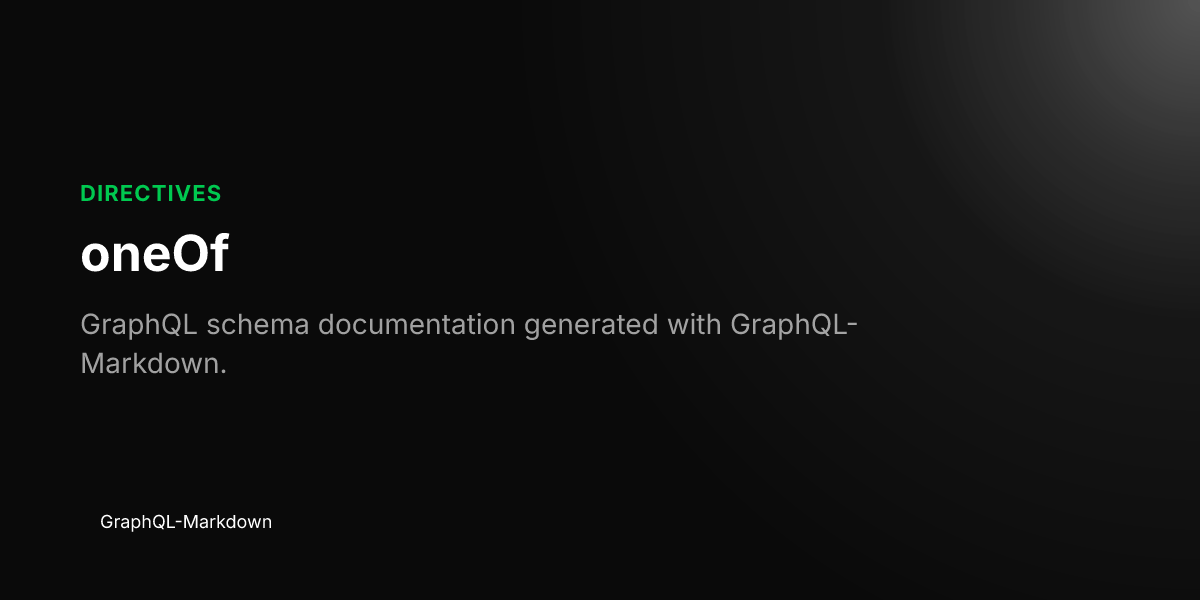 DIRECTIVES
oneOf
GraphQL schema documentation generated with GraphQL-
Markdown.
GraphQL-Markdown